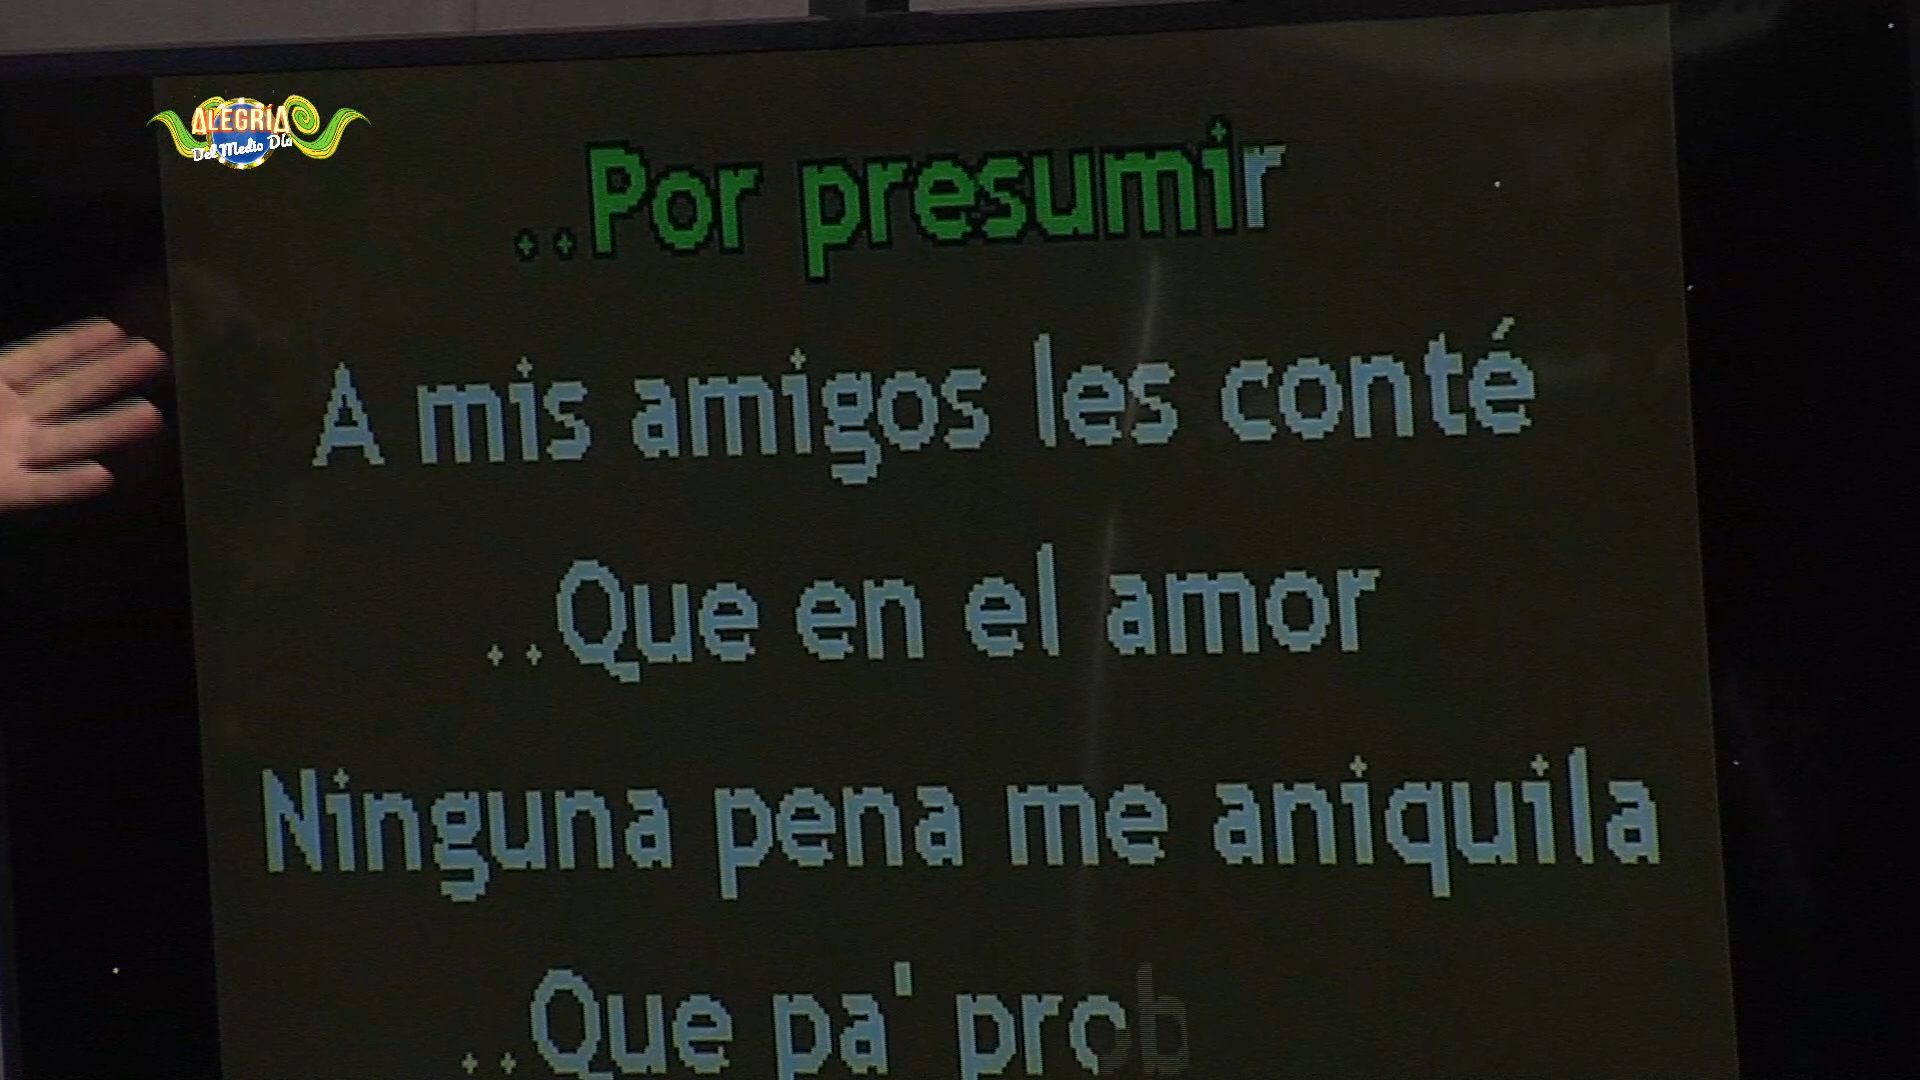 ALEGRÍA
Del Medio Día
..Por presumir
A mis amigos les conté
..Que en el amor
Ninguna pena me aniquila
..Que pa' prob